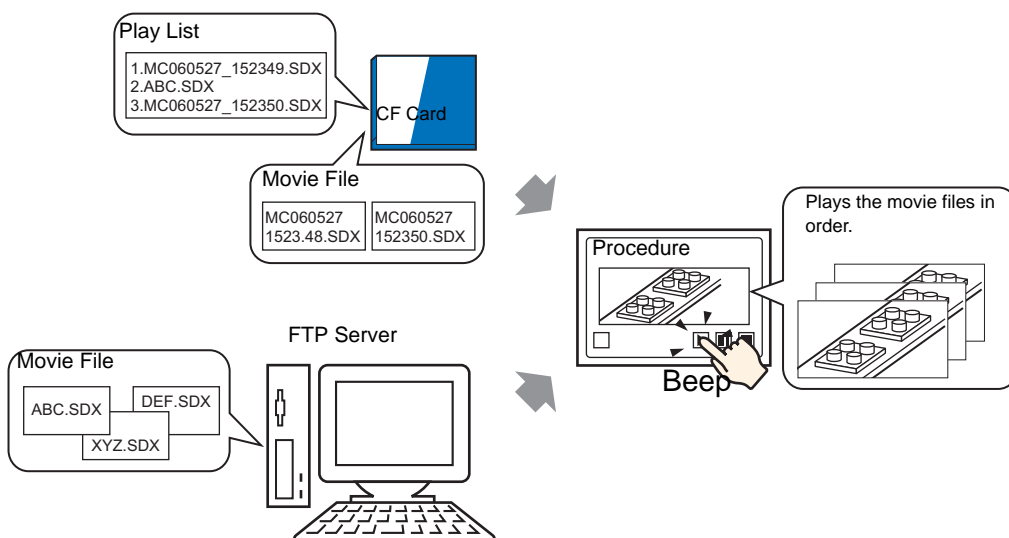 Play List
1.MC060527_152349.SDX
2.ABC.SDX
3.MC060527_152350.SDX
CF Card
Movie File
MC060527
1523.48.SDX
MC060527
152350.SDX
Procedure
Beep
Plays the movie files in
order.
FTP Server
Movie File
ABC.SDX
DEF.SDX
XYZ.SDX